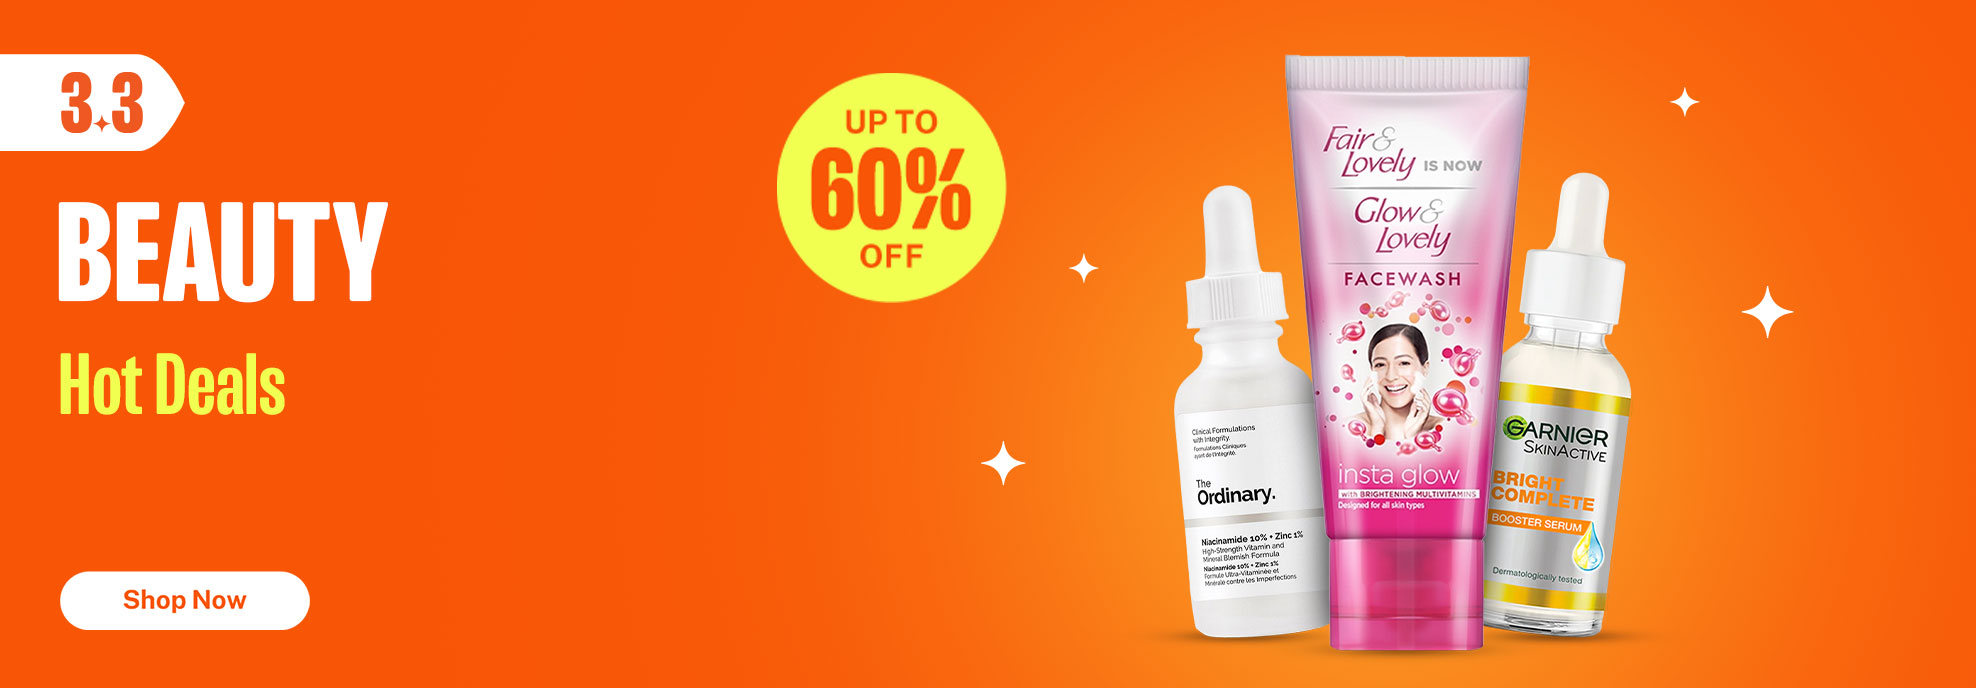 3.3
BEAUTY
Hot Deals
Shop Now
UP TO
60%
OFF
Clinical Formulations
with Integrity.
Formulations Cliniques
ayant de l'Integrité.
The
Ordinary.
Niacinamide 10% + Zinc 1%
High-Strength Vitamin and
Mineral Blemish Formula
Niacinamide 10% + Zinc 1%
Formule Ultra-Vitaminée et
Minérale contre les Imperfections
Fair &
Lovely IS NOW
Glow &
Lovely
FACEWASH
insta glow
with BRIGHTENING MULTIVITAMINS
Designed for all skin types
GARNIER
SKINACTIVE
BRIGHT
COMPLETE
BOOSTER SERUM
Dermatologically tested